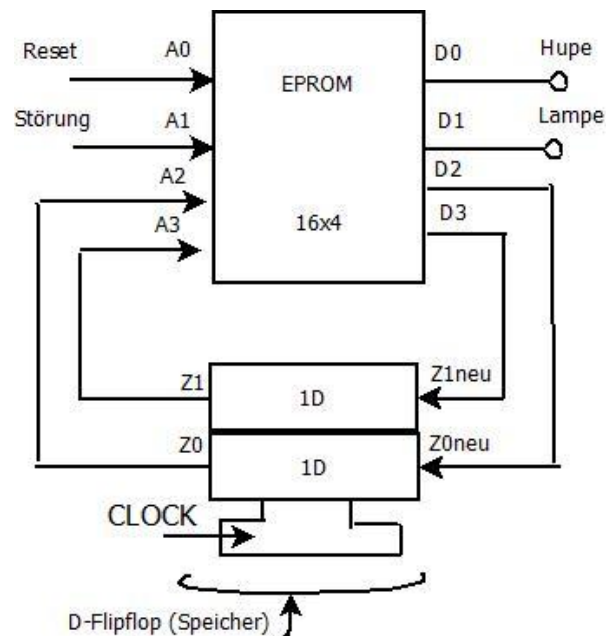 Reset
A0
EPROM
D0
Hupe
Störung
A1
D1
Lampe
A2
D2
A3
16x4
D3
Z1
1D
Z1neu
Z0
1D
Z0neu
CLOCK
D-Flipflop (Speicher)